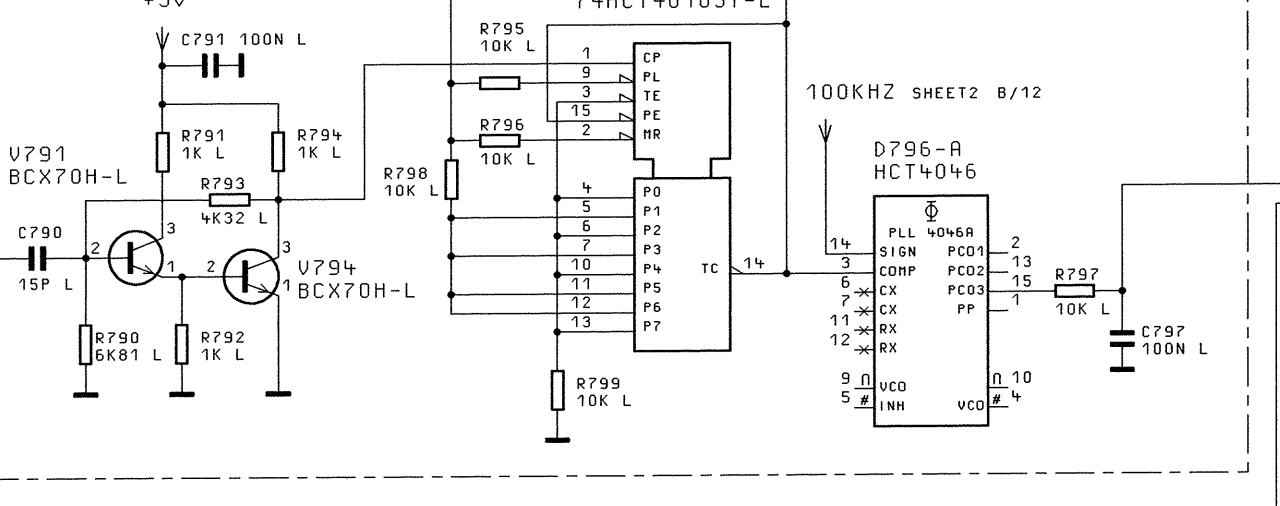 +5V
C791 100N L
R791
1K L
R794
1K L
V791
BCX70H-L
R793
4K32 L
C790
15P L
2
3
1
2
3
1
V794
BCX70H-L
R790
6K81 L
R792
1K L
R795
10K L
R796
10K L
R798
10K L
1 CP
9 PL
3 TE
15 PE
2 MR
4 P0
5 P1
6 P2
7 P3
10 P4
11 P5
12 P6
13 P7
TC 14
R799
10K L
100KHZ SHEET2 B/12
D796-A
HCT4046
Φ
PLL 4046A
14 SIGN PCO1 2
3 COMP PCO2 13
6 CX PCO3 15
7 CX PP 1
11 RX
12 RX
9 VCO 10
5 # INH VCO # 4
R797
10K L
C797
100N L